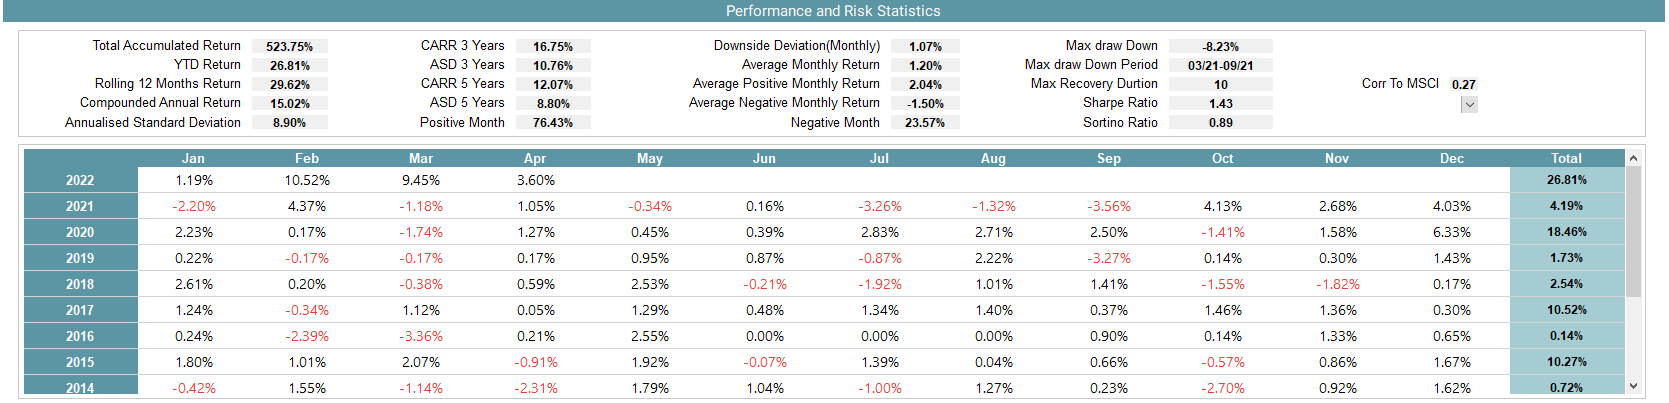 Performance and Risk Statistics
Total Accumulated Return 523.75% CARR 3 Years 16.75% Downside Deviation(Monthly) 1.07% Max draw Down -8.23%
YTD Return 26.81% ASD 3 Years 10.76% Average Monthly Return 1.20% Max draw Down Period 03/21-09/21
Rolling 12 Months Return 29.62% CARR 5 Years 12.07% Average Positive Monthly Return 2.04% Max Recovery Durtion 10 Corr To MSCI 0.27
Compounded Annual Return 15.02% ASD 5 Years 8.80% Average Negative Monthly Return -1.50% Sharpe Ratio 1.43
Annualised Standard Deviation 8.90% Positive Month 76.43% Negative Month 23.57% Sortino Ratio 0.89
Jan Feb Mar Apr May Jun Jul Aug Sep Oct Nov Dec Total
2022 1.19% 10.52% 9.45% 3.60% 26.81%
2021 -2.20% 4.37% -1.18% 1.05% -0.34% 0.16% -3.26% -1.32% -3.56% 4.13% 2.68% 4.03% 4.19%
2020 2.23% 0.17% -1.74% 1.27% 0.45% 0.39% 2.83% 2.71% 2.50% -1.41% 1.58% 6.33% 18.46%
2019 0.22% -0.17% -0.17% 0.17% 0.95% 0.87% -0.87% 2.22% -3.27% 0.14% 0.30% 1.43% 1.73%
2018 2.61% 0.20% -0.38% 0.59% 2.53% -0.21% -1.92% 1.01% 1.41% -1.55% -1.82% 0.17% 2.54%
2017 1.24% -0.34% 1.12% 0.05% 1.29% 0.48% 1.34% 1.40% 0.37% 1.46% 1.36% 0.30% 10.52%
2016 0.24% -2.39% -3.36% 0.21% 2.55% 0.00% 0.00% 0.00% 0.90% 0.14% 1.33% 0.65% 0.14%
2015 1.80% 1.01% 2.07% -0.91% 1.92% -0.07% 1.39% 0.04% 0.66% -0.57% 0.86% 1.67% 10.27%
2014 -0.42% 1.55% -1.14% -2.31% 1.79% 1.04% -1.00% 1.27% 0.23% -2.70% 0.92% 1.62% 0.72%